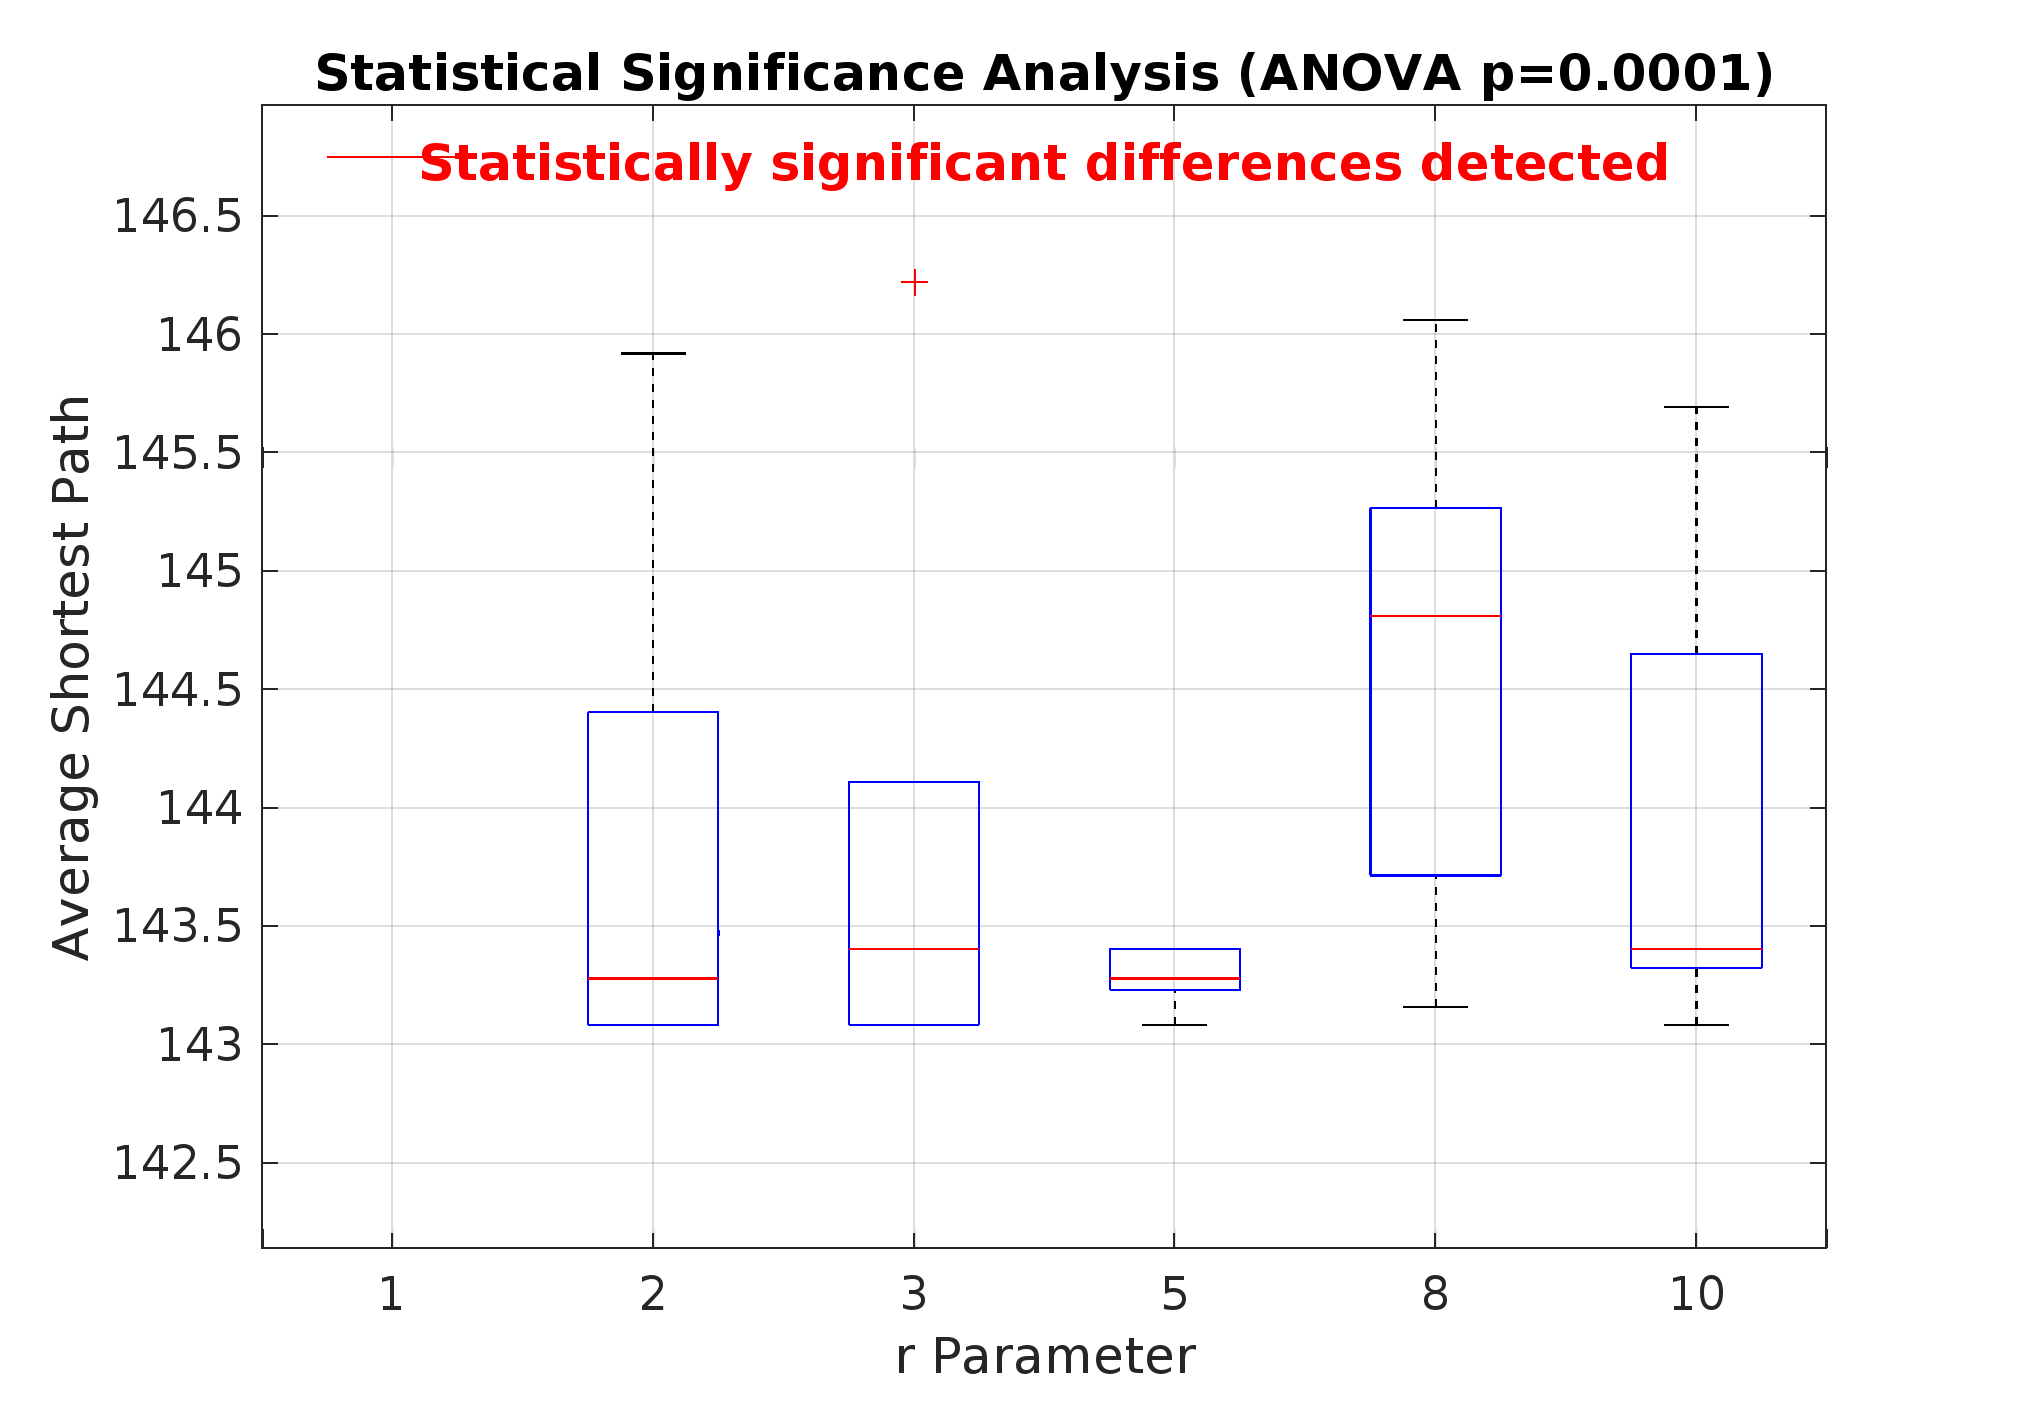 Statistical Significance Analysis (ANOVA p=0.0001)
Statistically significant differences detected
146.5
146
145.5
145
144.5
144
143.5
143
142.5
Average Shortest Path
1 2 3 5 8 10
r Parameter